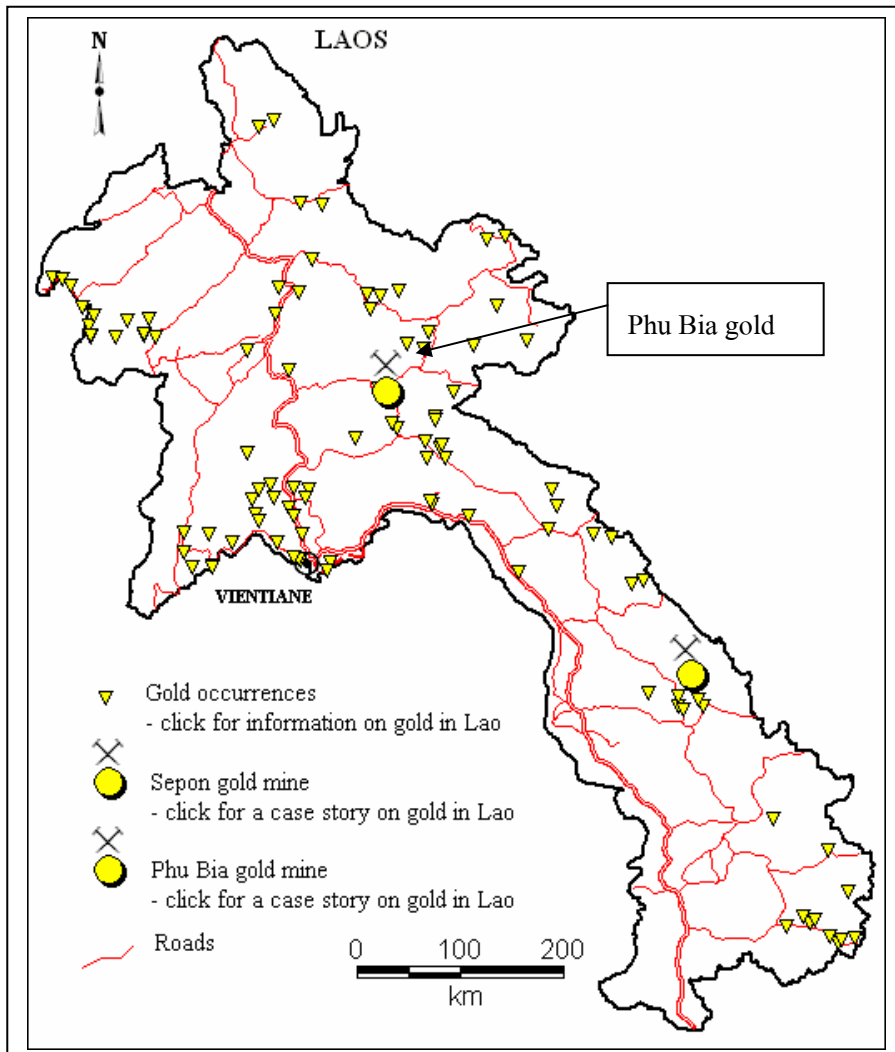 LAOS
N
Phu Bia gold
VIENTIANE
Gold occurrences
- click for information on gold in Lao
Sepon gold mine
- click for a case story on gold in Lao
Phu Bia gold mine
- click for a case story on gold in Lao
Roads
0 100 200
km